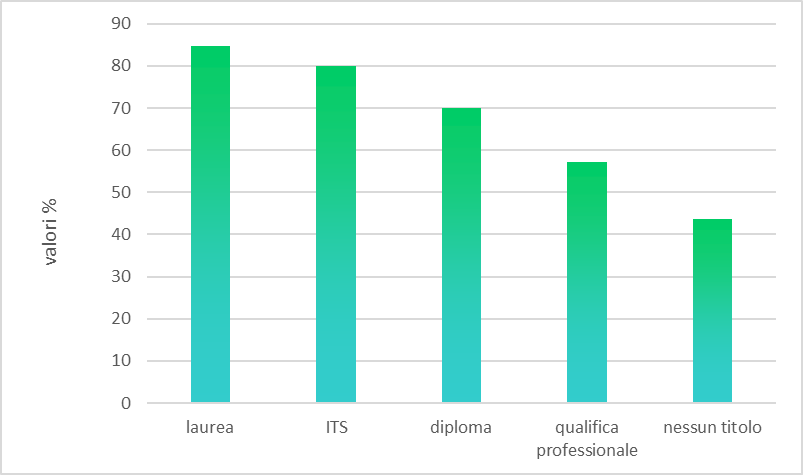 90
80
70
60
50
40
30
20
10
0
valori %
laurea
ITS
diploma
qualifica
professionale
nessun titolo